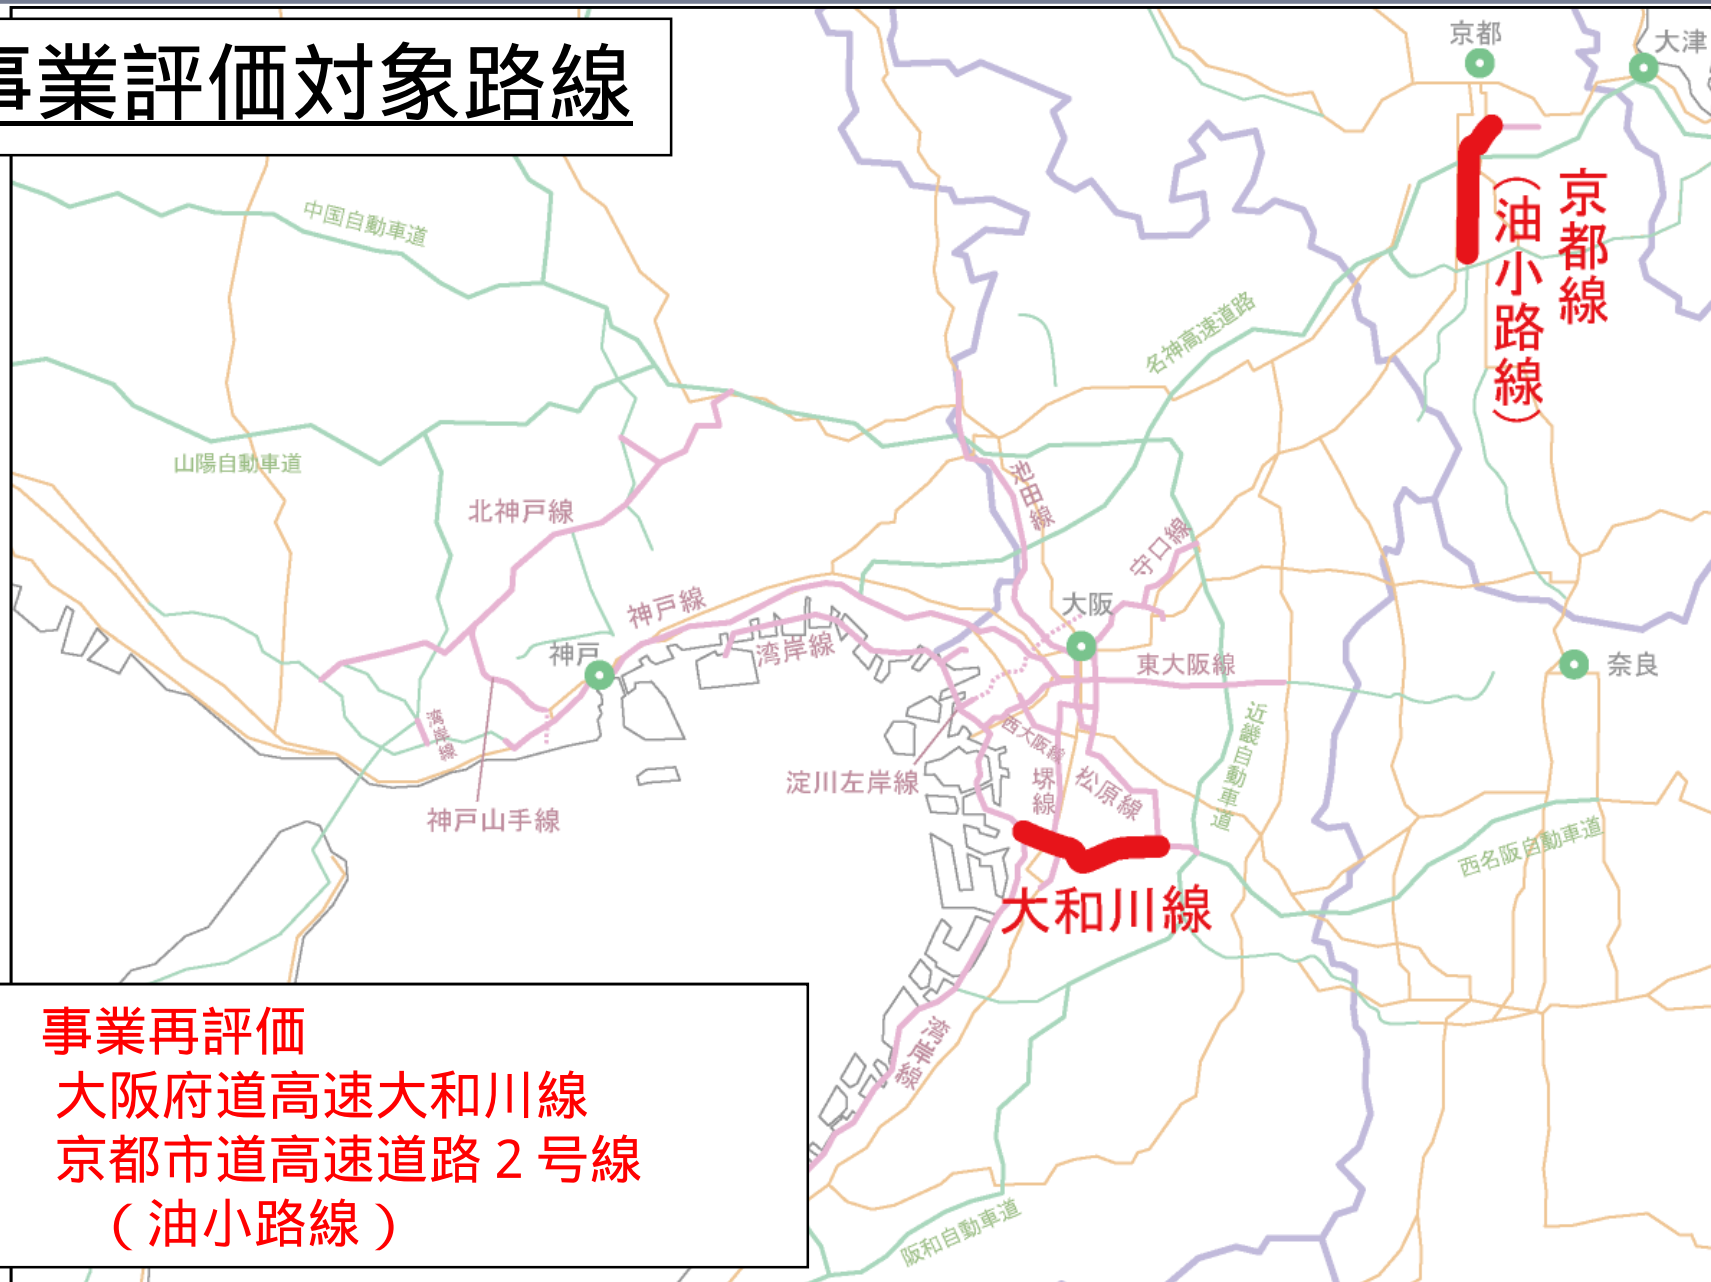 事業評価対象路線
京都
大津
京都線
（油小路線）
中国自動車道
名神高速道路
山陽自動車道
北神戸線
池田線
守口線
神戸線
大阪
神戸
湾岸線
東大阪線
奈良
湾岸線
西大阪線
近畿自動車道
淀川左岸線
堺線
松原線
神戸山手線
西名阪自動車道
大和川線
湾岸線
阪和自動車道
事業再評価
大阪府道高速大和川線
京都市道高速道路２号線
（油小路線）